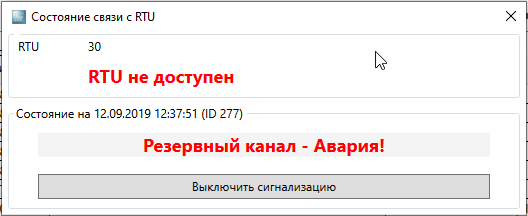 Состояние связи с RTU
RTU 30
RTU не доступен
Состояние на 12.09.2019 12:37:51 (ID 277)
Резервный канал - Авария!
Выключить сигнализацию